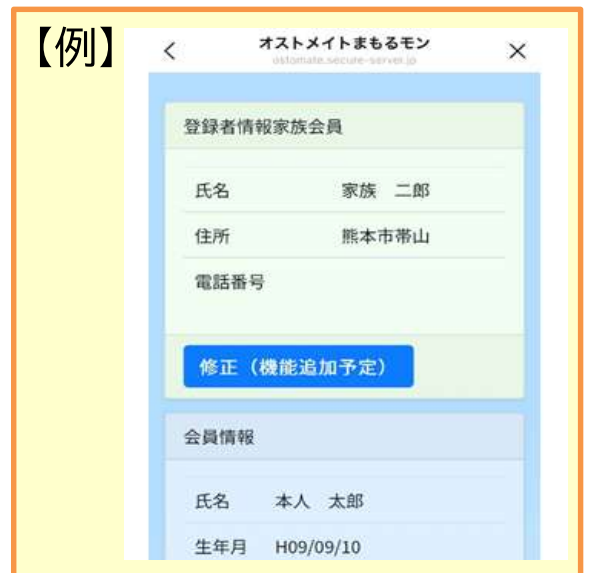 【例】
オストメイトまもるモン
ostomate.secure-server.jp
登録者情報家族会員
氏名 家族 二郎
住所 熊本市帯山
電話番号
修正（機能追加予定）
会員情報
氏名 本人 太郎
生年月 H09/09/10